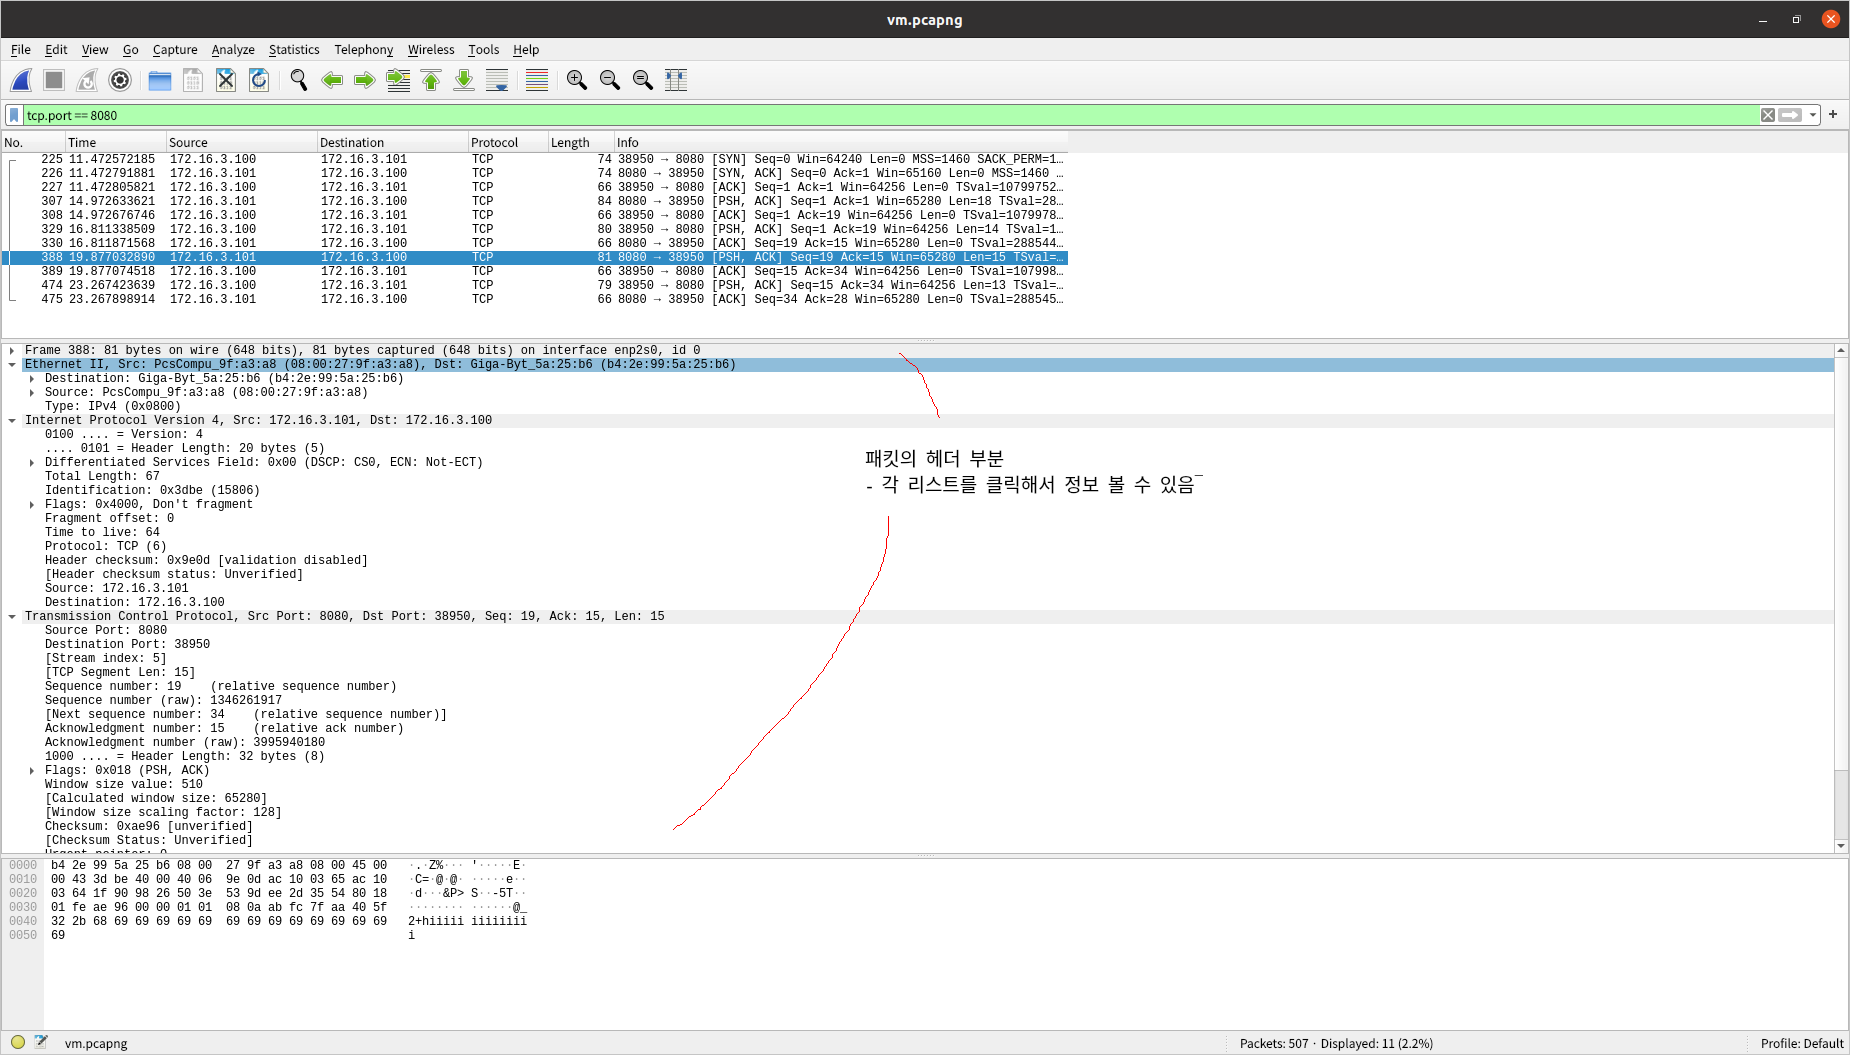 vm.pcapng
File Edit View Go Capture Analyze Statistics Telephony Wireless Tools Help
tcp.port == 8080
No. Time Source Destination Protocol Length Info
225 11.472572185 172.16.3.100 172.16.3.101 TCP 74 38950 → 8080 [SYN] Seq=0 Win=64240 Len=0 MSS=1460 SACK_PERM=1…
226 11.472791881 172.16.3.101 172.16.3.100 TCP 74 8080 → 38950 [SYN, ACK] Seq=0 Ack=1 Win=65160 Len=0 MSS=1460 …
227 11.472805821 172.16.3.100 172.16.3.101 TCP 66 38950 → 8080 [ACK] Seq=1 Ack=1 Win=64256 Len=0 TSval=10799752…
307 14.972633621 172.16.3.101 172.16.3.100 TCP 84 8080 → 38950 [PSH, ACK] Seq=1 Ack=1 Win=65280 Len=18 TSval=28…
308 14.972676746 172.16.3.100 172.16.3.101 TCP 66 38950 → 8080 [ACK] Seq=1 Ack=19 Win=64256 Len=0 TSval=1079978…
329 16.811338509 172.16.3.100 172.16.3.101 TCP 80 38950 → 8080 [PSH, ACK] Seq=1 Ack=19 Win=64256 Len=14 TSval=1…
330 16.811871568 172.16.3.101 172.16.3.100 TCP 66 8080 → 38950 [ACK] Seq=19 Ack=15 Win=65280 Len=0 TSval=288544…
388 19.877032890 172.16.3.101 172.16.3.100 TCP 81 8080 → 38950 [PSH, ACK] Seq=19 Ack=15 Win=65280 Len=15 TSval=…
389 19.877074518 172.16.3.100 172.16.3.101 TCP 66 38950 → 8080 [ACK] Seq=15 Ack=34 Win=64256 Len=0 TSval=107998…
474 23.267423639 172.16.3.100 172.16.3.101 TCP 79 38950 → 8080 [PSH, ACK] Seq=15 Ack=34 Win=64256 Len=13 TSval=…
475 23.267898914 172.16.3.101 172.16.3.100 TCP 66 8080 → 38950 [ACK] Seq=34 Ack=28 Win=65280 Len=0 TSval=288545…
Frame 388: 81 bytes on wire (648 bits), 81 bytes captured (648 bits) on interface enp2s0, id 0
Ethernet II, Src: PcsCompu_9f:a3:a8 (08:00:27:9f:a3:a8), Dst: Giga-Byt_5a:25:b6 (b4:2e:99:5a:25:b6)
Destination: Giga-Byt_5a:25:b6 (b4:2e:99:5a:25:b6)
Source: PcsCompu_9f:a3:a8 (08:00:27:9f:a3:a8)
Type: IPv4 (0x0800)
Internet Protocol Version 4, Src: 172.16.3.101, Dst: 172.16.3.100
0100 .... = Version: 4
.... 0101 = Header Length: 20 bytes (5)
Differentiated Services Field: 0x00 (DSCP: CS0, ECN: Not-ECT)
Total Length: 67
Identification: 0x3dbe (15806)
Flags: 0x4000, Don't fragment
Fragment offset: 0
Time to live: 64
Protocol: TCP (6)
Header checksum: 0x9e0d [validation disabled]
[Header checksum status: Unverified]
Source: 172.16.3.101
Destination: 172.16.3.100
패킷의 헤더 부분
- 각 리스트를 클릭해서 정보 볼 수 있음
Transmission Control Protocol, Src Port: 8080, Dst Port: 38950, Seq: 19, Ack: 15, Len: 15
Source Port: 8080
Destination Port: 38950
[Stream index: 5]
[TCP Segment Len: 15]
Sequence number: 19 (relative sequence number)
Sequence number (raw): 1346261917
[Next sequence number: 34 (relative sequence number)]
Acknowledgment number: 15 (relative ack number)
Acknowledgment number (raw): 3995940180
1000 .... = Header Length: 32 bytes (8)
Flags: 0x018 (PSH, ACK)
Window size value: 510
[Calculated window size: 65280]
[Window size scaling factor: 128]
Checksum: 0xae96 [unverified]
[Checksum Status: Unverified]
Urgent pointer: 0
0000 b4 2e 99 5a 25 b6 08 00 27 9f a3 a8 08 00 45 00 ·.·Z%··· '·····E·
0010 00 43 3d be 40 00 40 06 9e 0d ac 10 03 65 ac 10 ·C=·@·@· ·····e··
0020 03 64 1f 90 98 26 50 3e 53 9d ee 2d 35 54 80 18 ·d···&P> S··-5T··
0030 01 fe ae 96 00 00 01 01 08 0a ab fc 7f aa 40 5f ········ ······@_
0040 32 2b 68 69 69 69 69 69 69 69 69 69 69 69 69 69 2+hiiiii iiiiiiii
0050 69 i
vm.pcapng Packets: 507 · Displayed: 11 (2.2%) Profile: Default